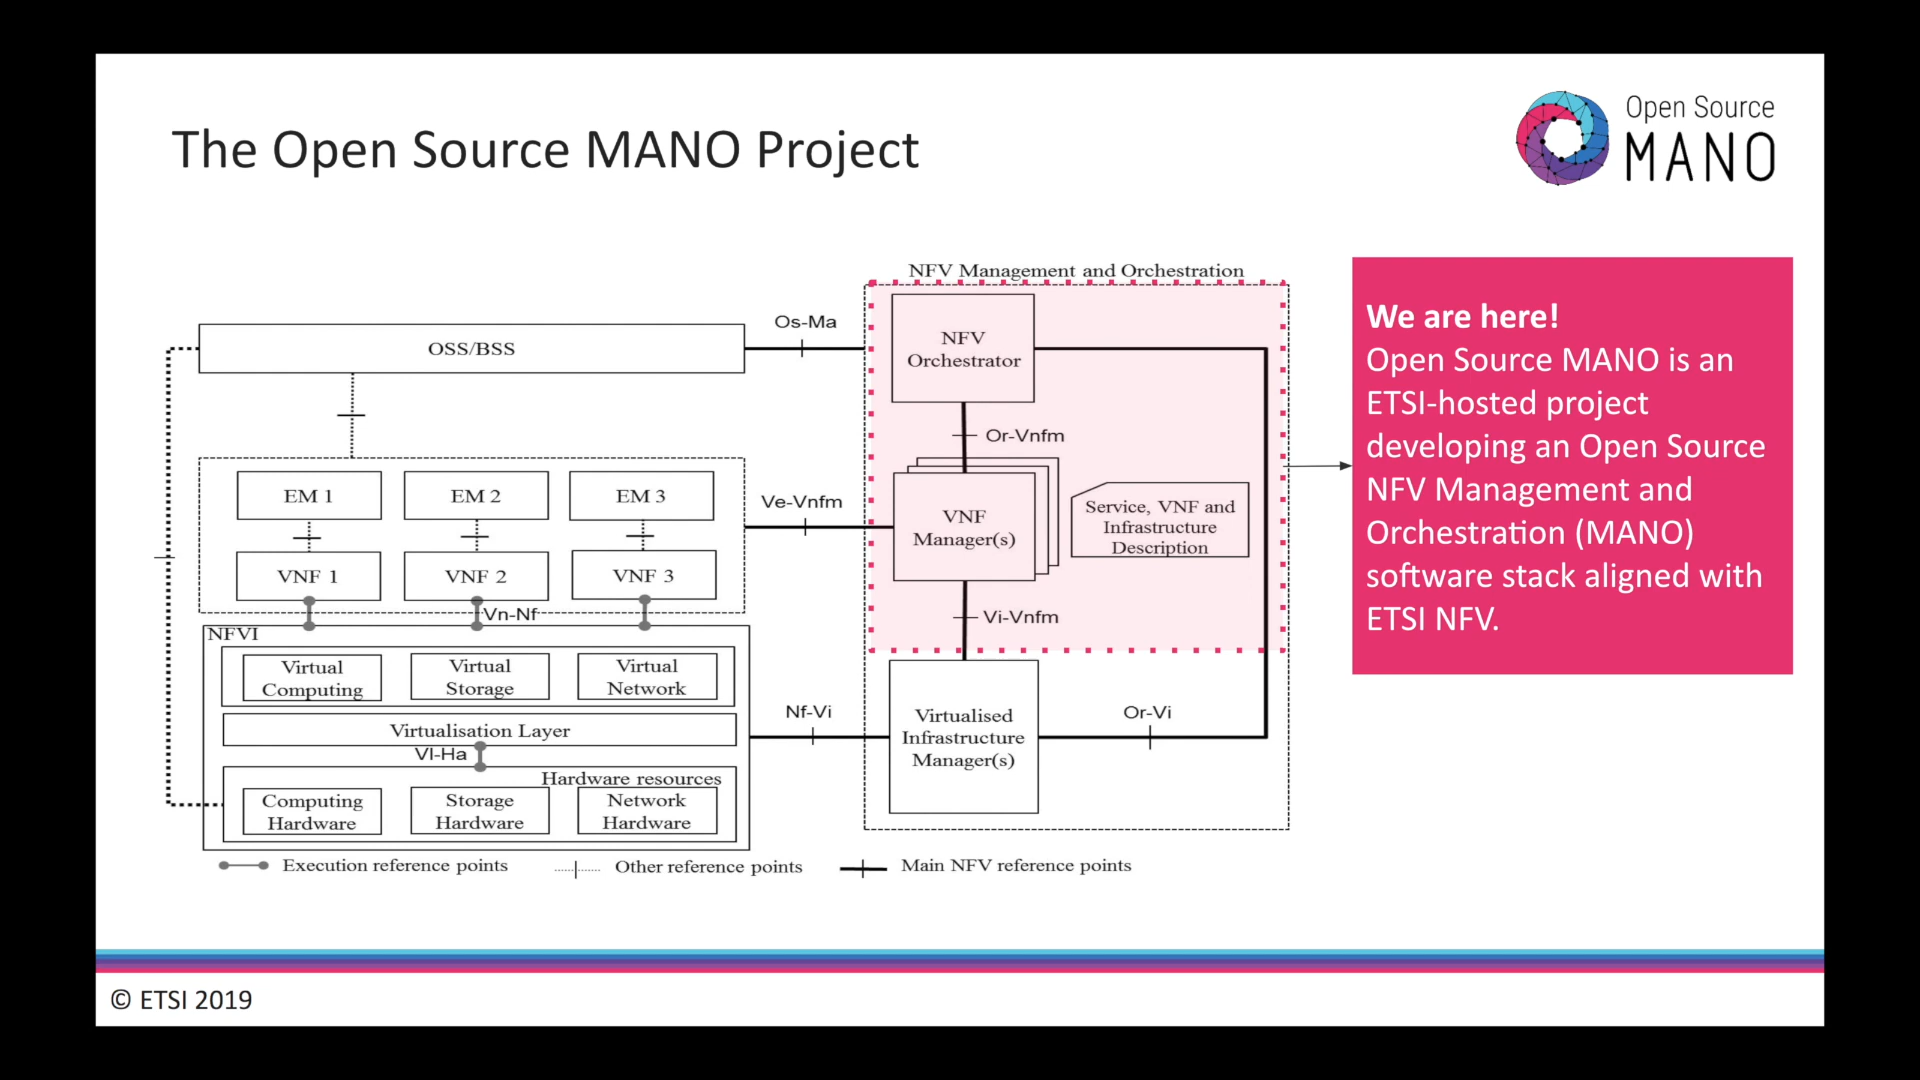 The Open Source MANO Project
Open Source
MANO
NFV Management and Orchestration
OSS/BSS
Os-Ma
NFV
Orchestrator
Or-Vnfm
EM 1
EM 2
EM 3
Ve-Vnfm
VNF
Manager(s)
Service, VNF and
Infrastructure
Description
VNF 1
VNF 2
VNF 3
Vn-Nf
Vi-Vnfm
NFVI
Virtual
Computing
Virtual
Storage
Virtual
Network
Virtualisation Layer
Nf-Vi
Virtualised
Infrastructure
Manager(s)
Or-Vi
VI-Ha
Hardware resources
Computing
Hardware
Storage
Hardware
Network
Hardware
Execution reference points
Other reference points
Main NFV reference points
We are here!
Open Source MANO is an
ETSI-hosted project
developing an Open Source
NFV Management and
Orchestration (MANO)
software stack aligned with
ETSI NFV.
© ETSI 2019